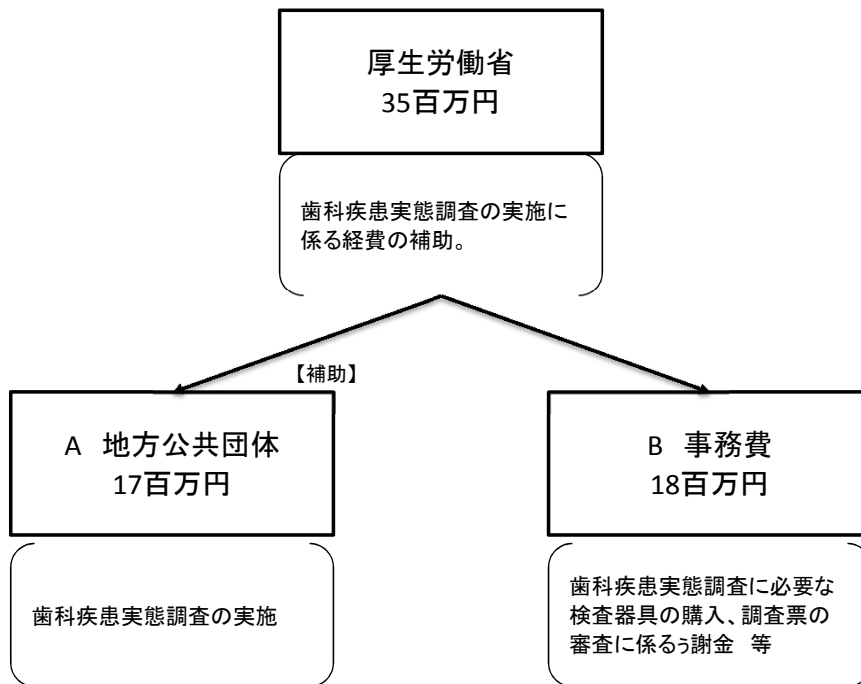 厚生労働省
35百万円
歯科疾患実態調査の実施に
係る経費の補助。
【補助】
A　地方公共団体
17百万円
B　事務費
18百万円
歯科疾患実態調査の実施
歯科疾患実態調査に必要な
検査器具の購入、調査票の
審査に係るぅ謝金　等